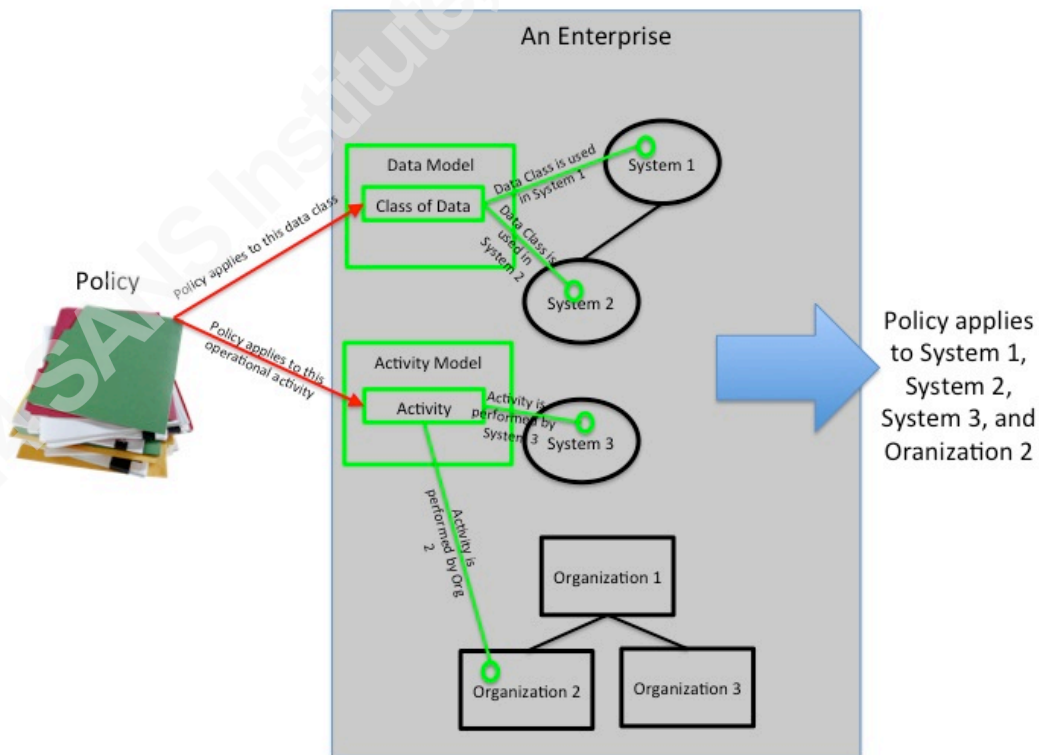 SANS Institute,
An Enterprise
Data Model
Class of Data
Data Class is used
in System 1
System 1
Data Class is
used in
System 2
System 2
Policy applies to this data class
Policy
Policy applies to this
operational activity
Activity Model
Activity
Activity is
performed by
System 3
System 3
Activity is
performed by Org
2
Organization 1
Organization 2
Organization 3
Policy applies
to System 1,
System 2,
System 3, and
Oranization 2